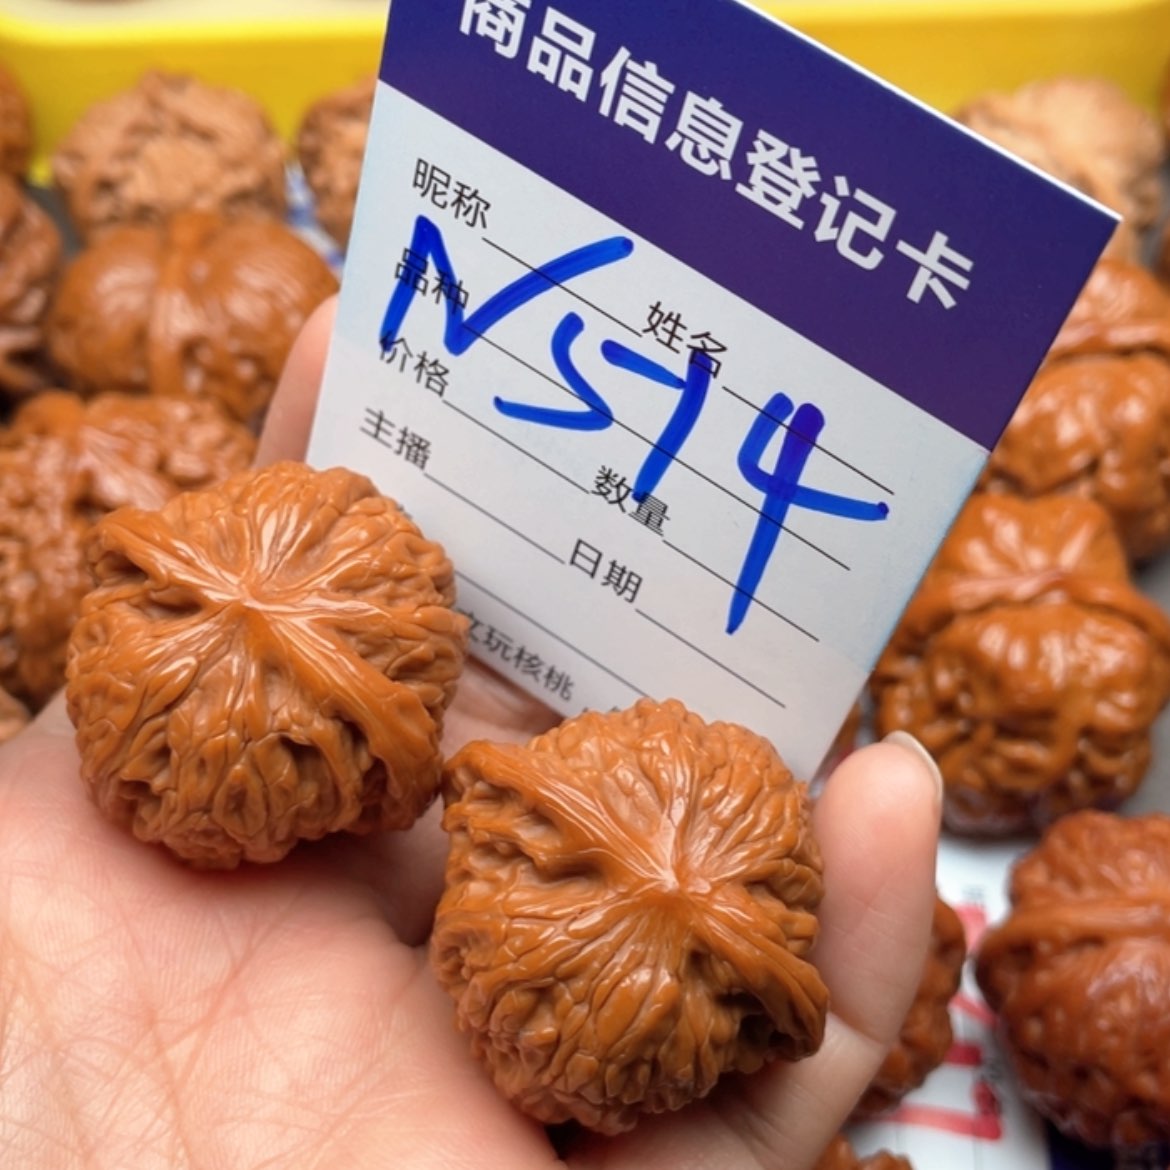 商品信息登记卡
昵称 姓名
品种
价格 数量
主播 日期
文玩核桃
NS74